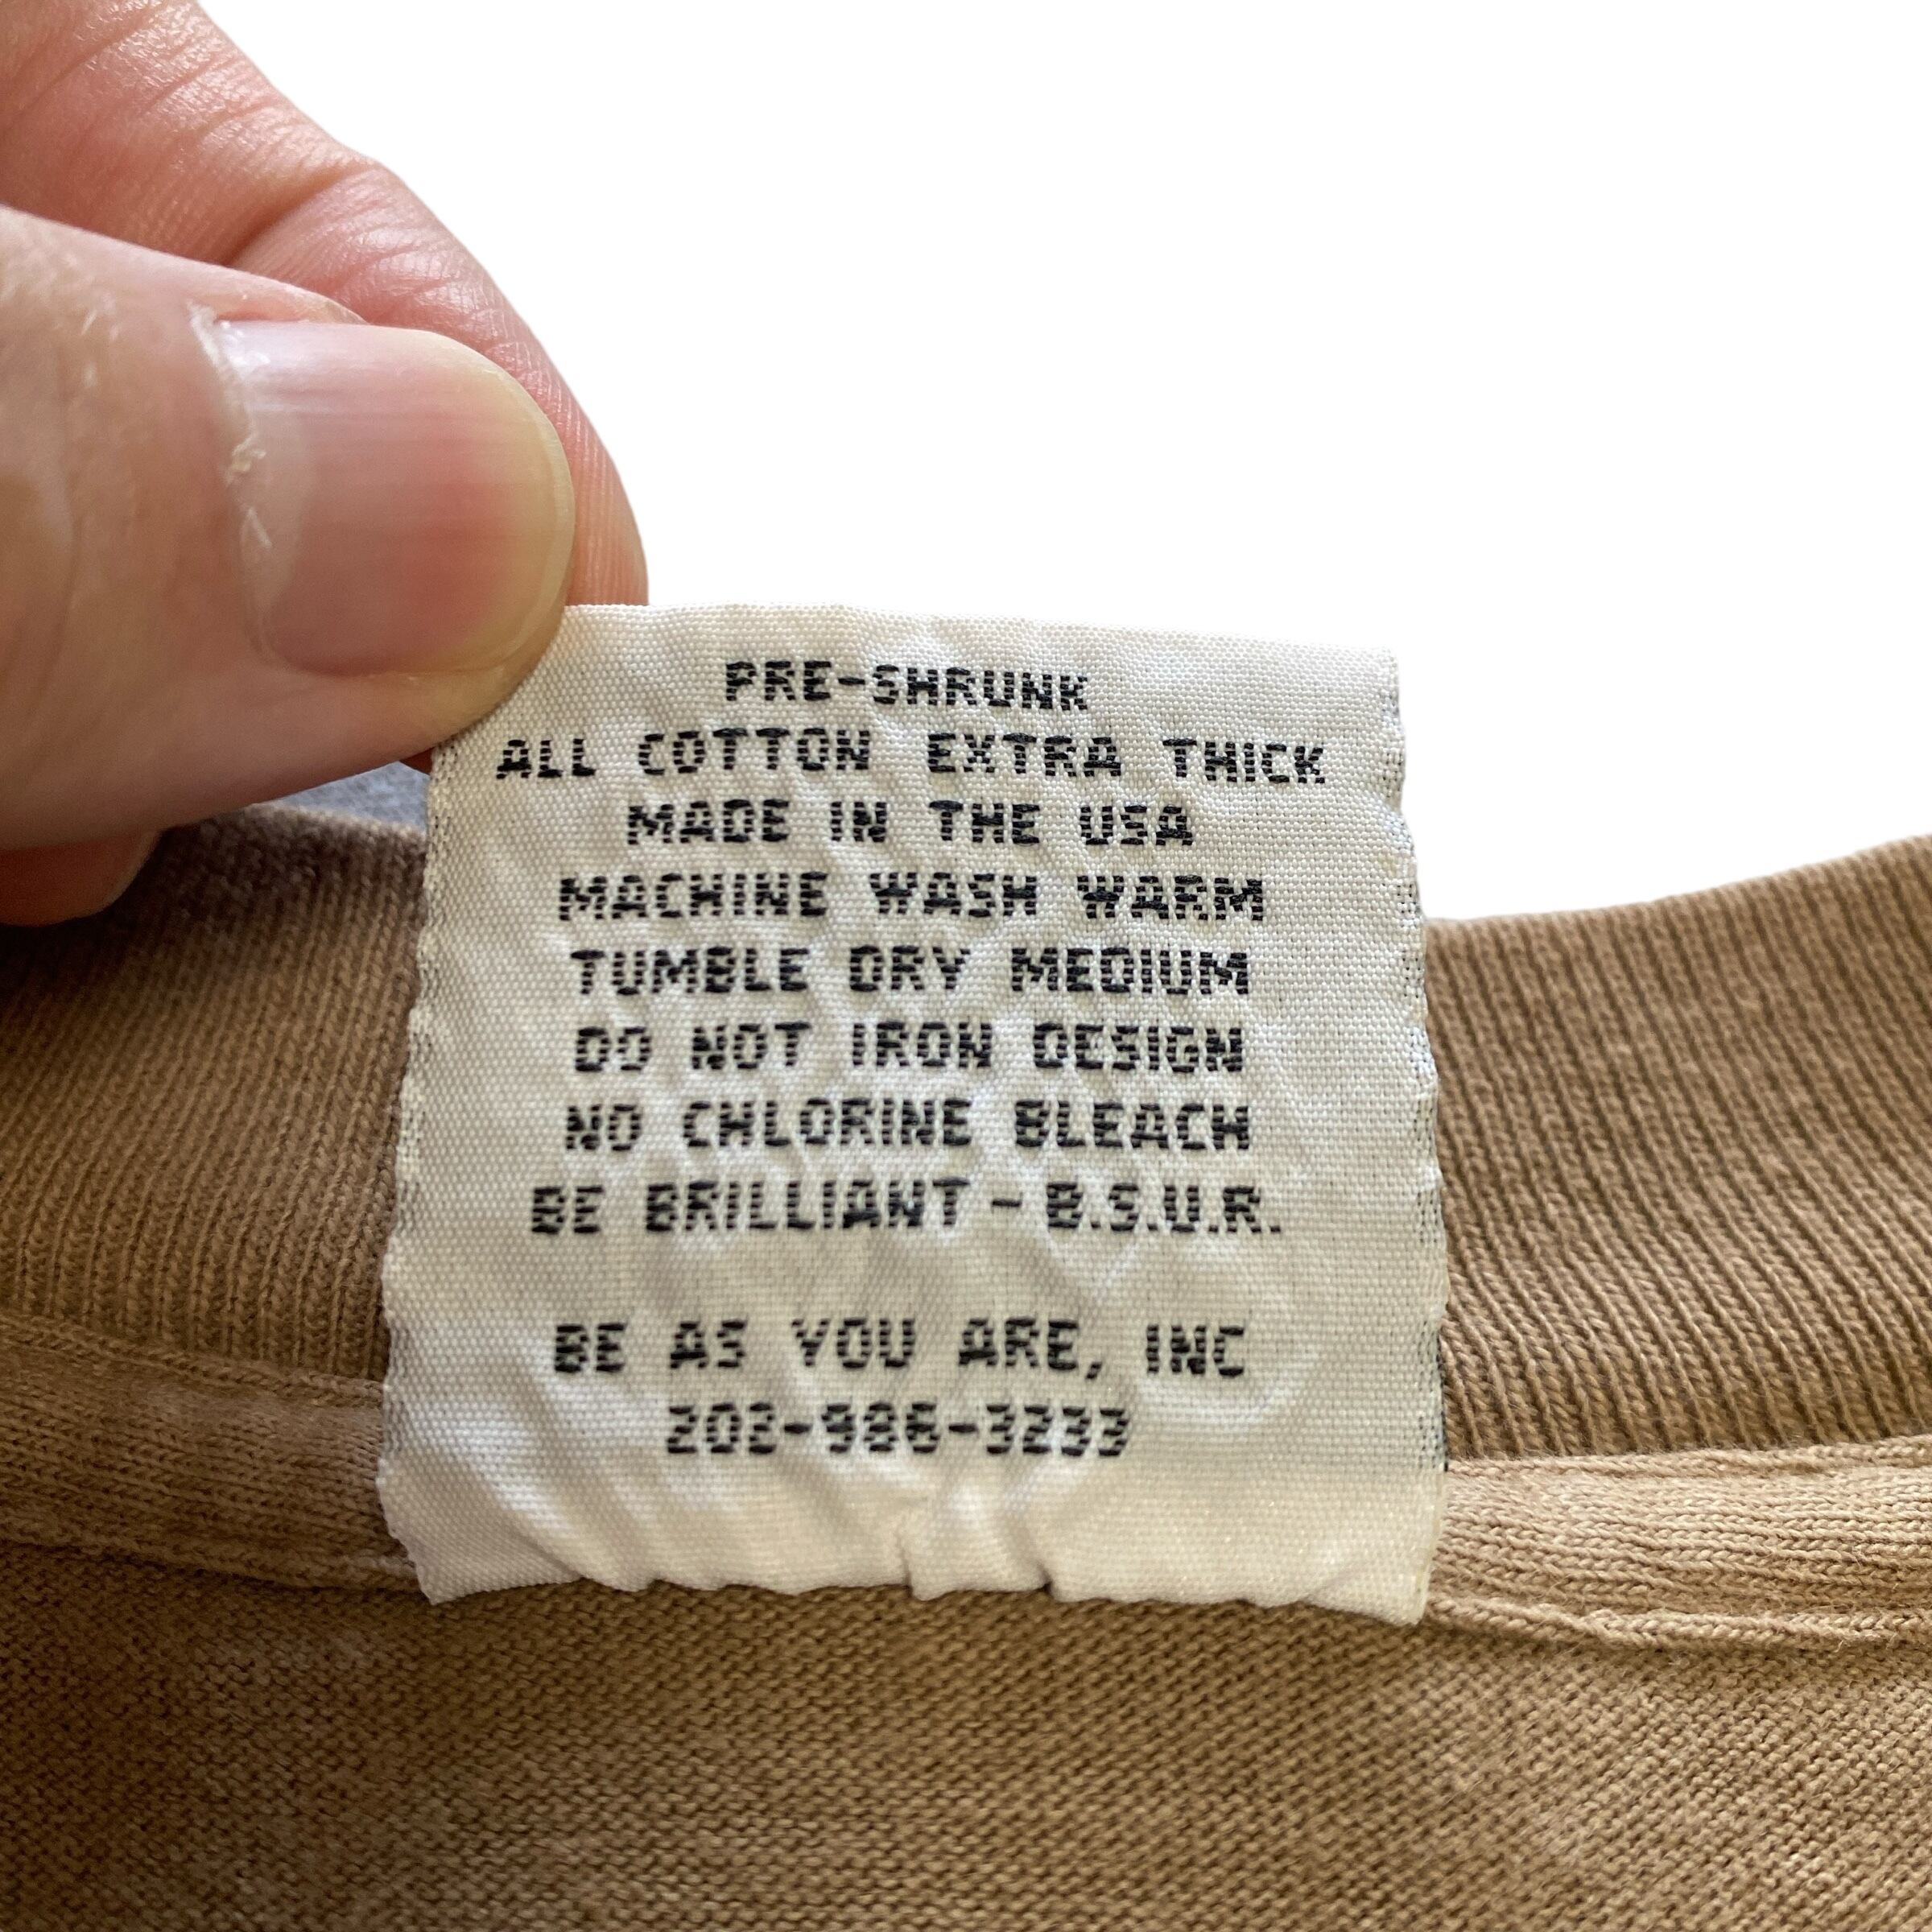 PRE-SHRUNK
ALL COTTON EXTRA THICK
MADE IN THE USA
MACHINE WASH WARM
TUMBLE DRY MEDIUM
DO NOT IRON DESIGN
NO CHLORINE BLEACH
BE BRILLIANT - B.S.U.R.
BE AS YOU ARE, INC
202-986-3233